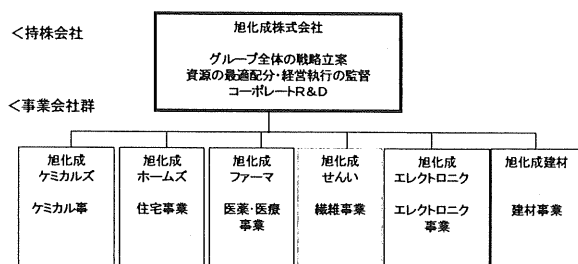 <持株会社
旭化成株式会社
グループ全体の戦略立案
資源の最適配分・経営執行の監督
コーポレートR&D
<事業会社群
旭化成
ケミカルズ
ケミカル事
旭化成
ホームズ
住宅事業
旭化成
ファーマ
医薬・医療
事業
旭化成
せんい
繊維事業
旭化成
エレクトロニク
エレクトロニク
事業
旭化成建材
建材事業